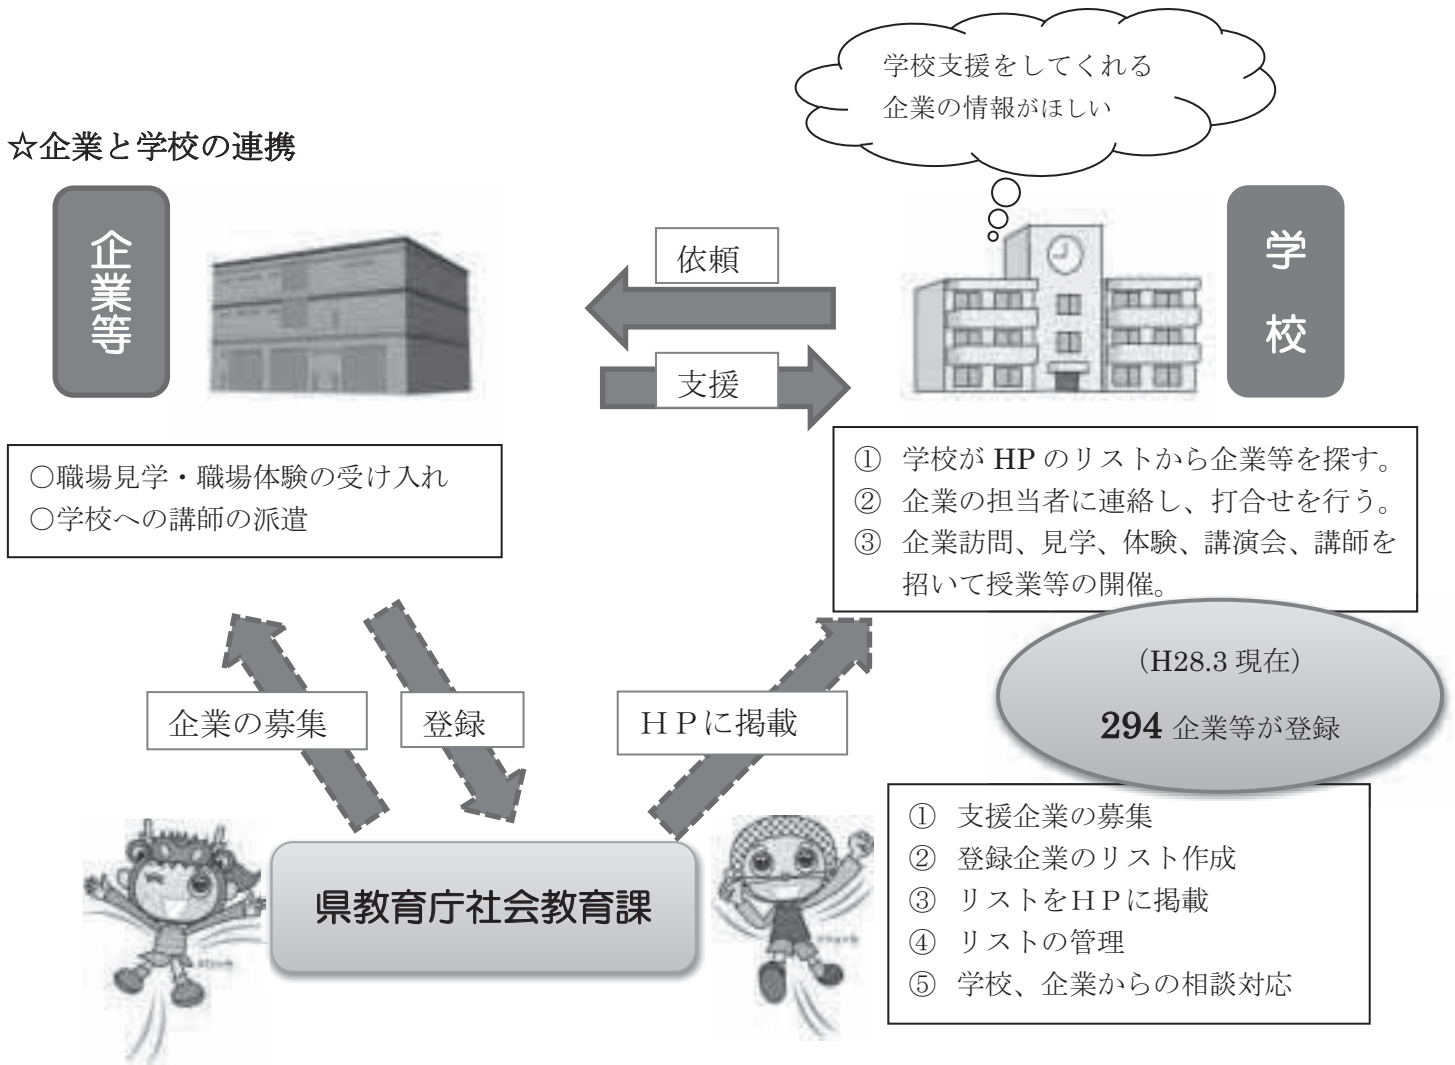 学校支援をしてくれる
企業の情報がほしい
☆企業と学校の連携
企業等
依頼
支援
学校
○職場見学・職場体験の受け入れ
○学校への講師の派遣
① 学校が HP のリストから企業等を探す。
② 企業の担当者に連絡し、打合せを行う。
③ 企業訪問、見学、体験、講演会、講師を
招いて授業等の開催。
(H28.3 現在)
294 企業等が登録
企業の募集
登録
HPに掲載
県教育庁社会教育課
① 支援企業の募集
② 登録企業のリスト作成
③ リストをHPに掲載
④ リストの管理
⑤ 学校、企業からの相談対応